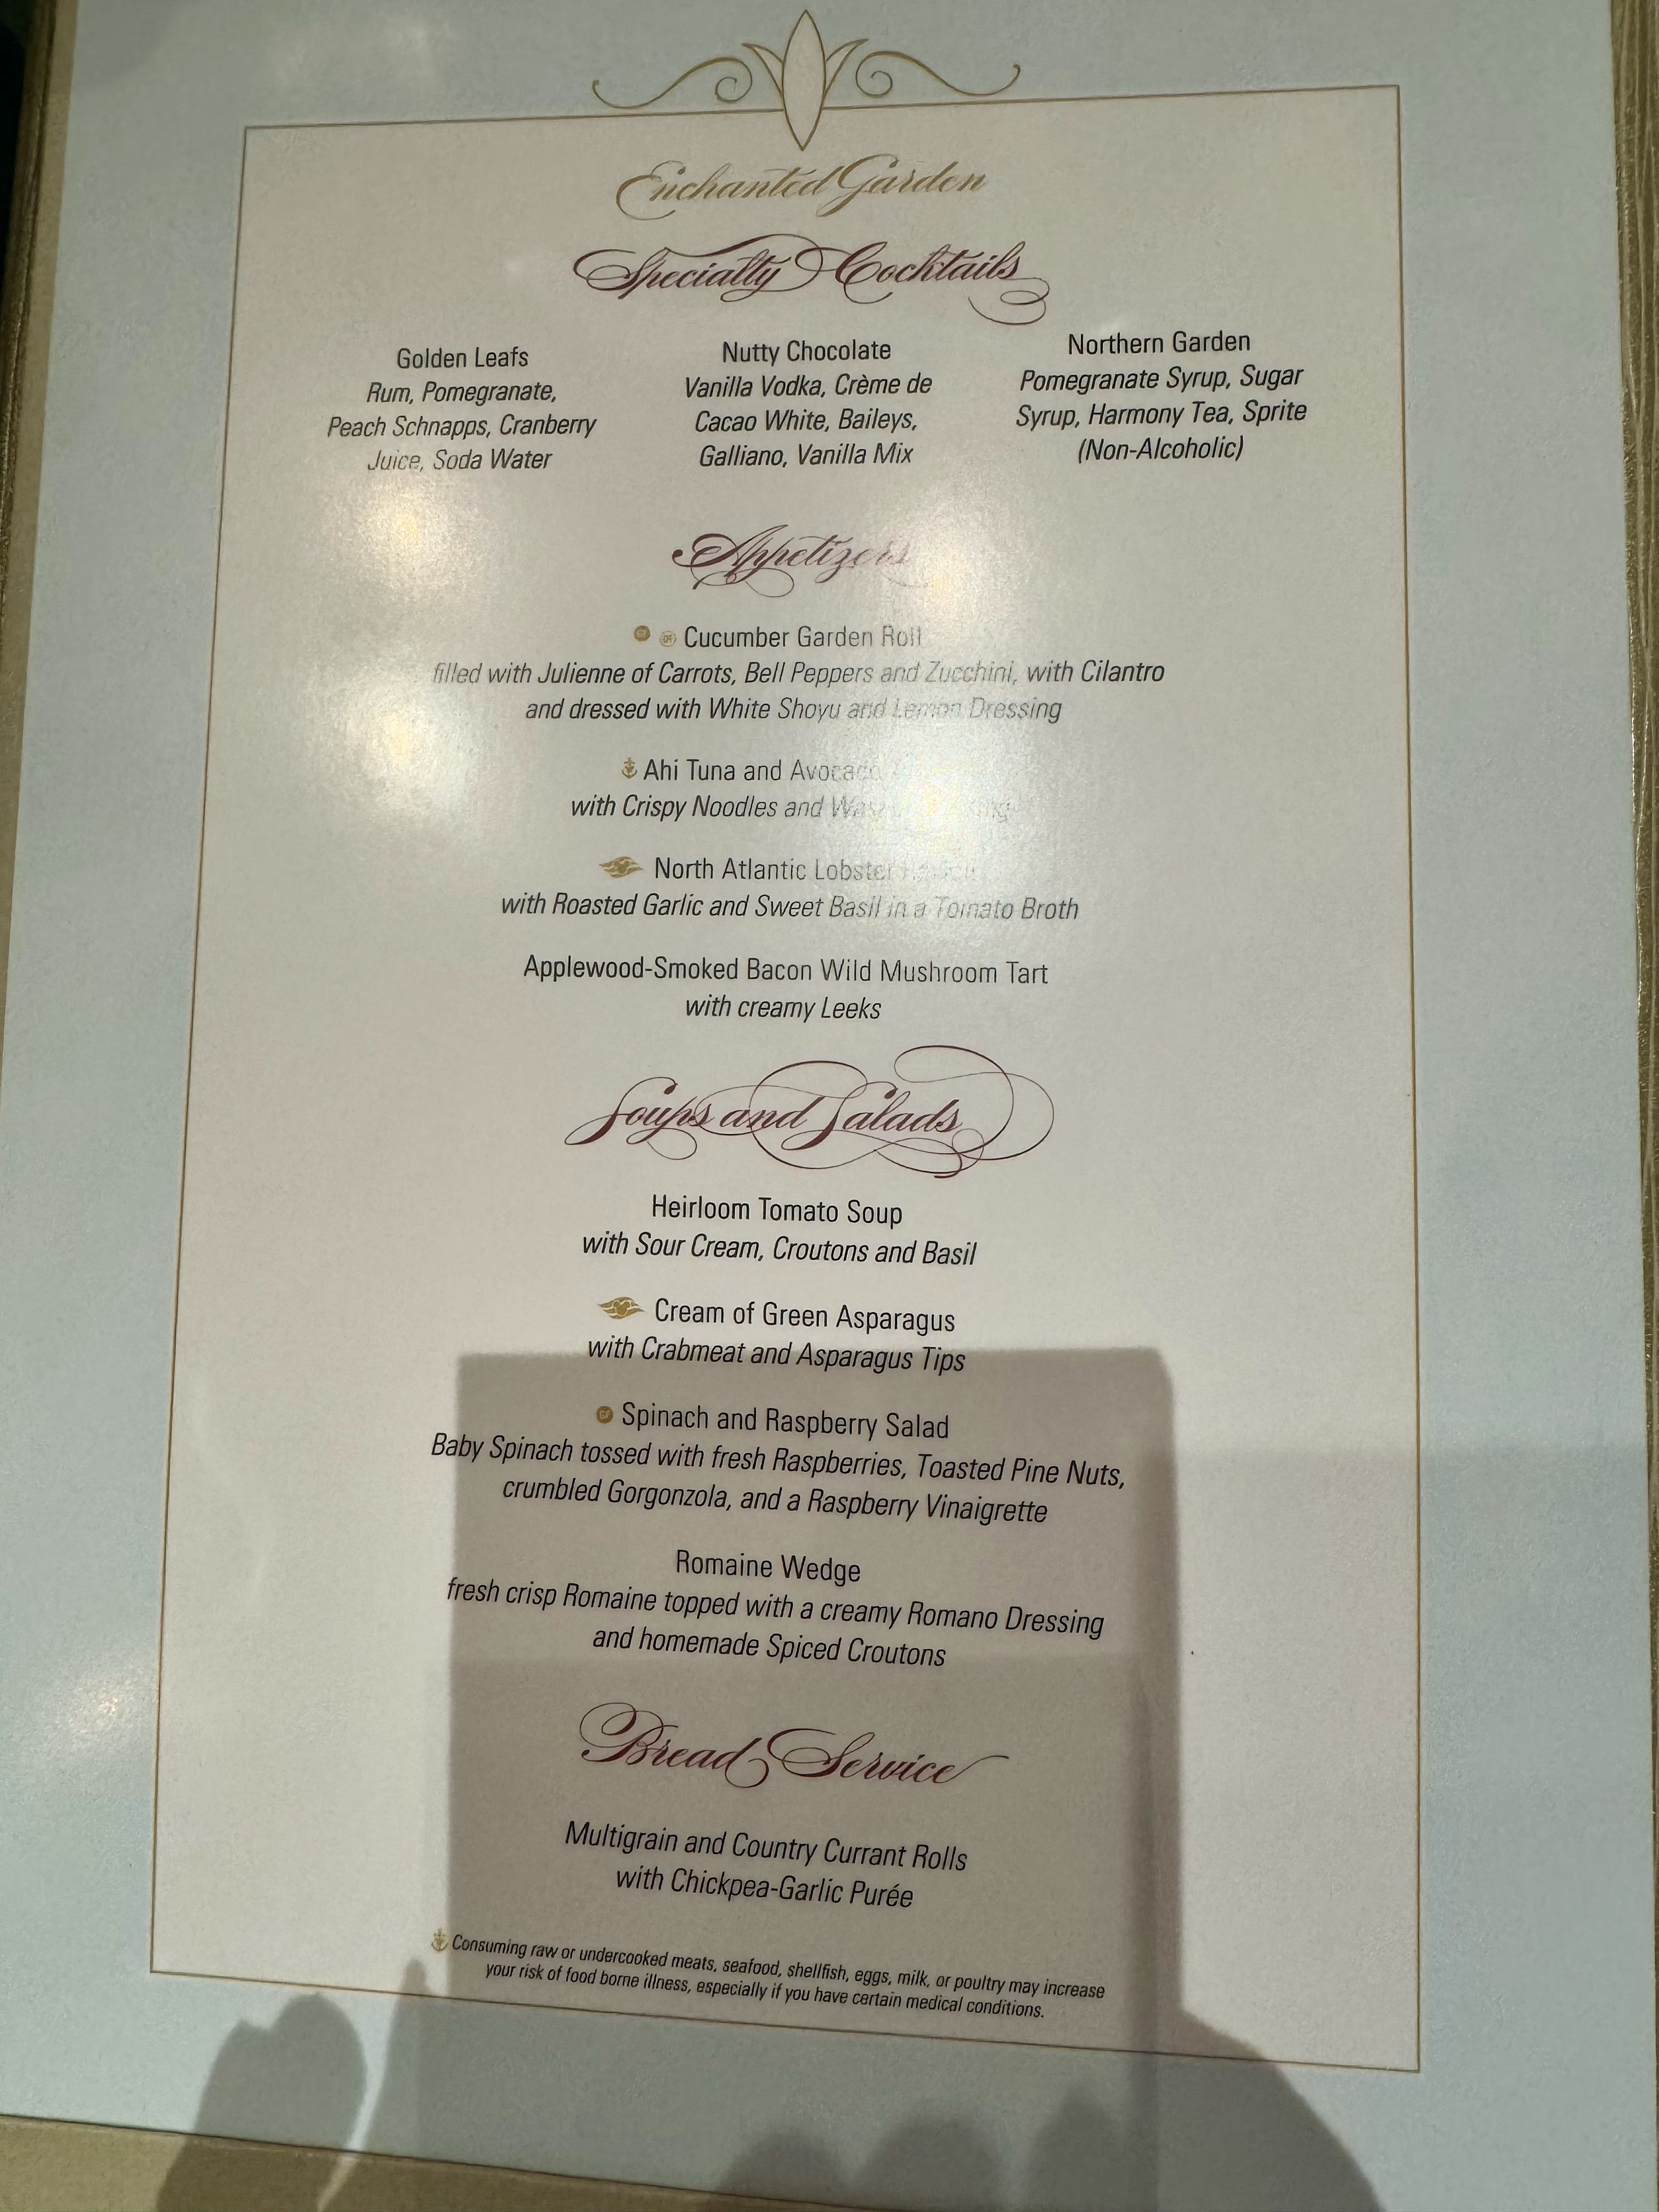 Enchanted Garden
Specialty Cocktails
Golden Leafs
Rum, Pomegranate,
Peach Schnapps, Cranberry
Juice, Soda Water
Nutty Chocolate
Vanilla Vodka, Crème de
Cacao White, Baileys,
Galliano, Vanilla Mix
Northern Garden
Pomegranate Syrup, Sugar
Syrup, Harmony Tea, Sprite
(Non-Alcoholic)
Appetizers
Cucumber Garden Roll
filled with Julienne of Carrots, Bell Peppers and Zucchini, with Cilantro
and dressed with White Shoyu and Lemon Dressing
Ahi Tuna and Avocado
with Crispy Noodles and
North Atlantic Lobster
with Roasted Garlic and Sweet Basil in a Tomato Broth
Applewood-Smoked Bacon Wild Mushroom Tart
with creamy Leeks
Soups and Salads
Heirloom Tomato Soup
with Sour Cream, Croutons and Basil
Cream of Green Asparagus
with Crabmeat and Asparagus Tips
Spinach and Raspberry Salad
Baby Spinach tossed with fresh Raspberries, Toasted Pine Nuts,
crumbled Gorgonzola, and a Raspberry Vinaigrette
Romaine Wedge
fresh crisp Romaine topped with a creamy Romano Dressing
and homemade Spiced Croutons
Bread Service
Multigrain and Country Currant Rolls
with Chickpea-Garlic Purée
Consuming raw or undercooked meats, seafood, shellfish, eggs, milk, or poultry may increase
your risk of food borne illness, especially if you have certain medical conditions.